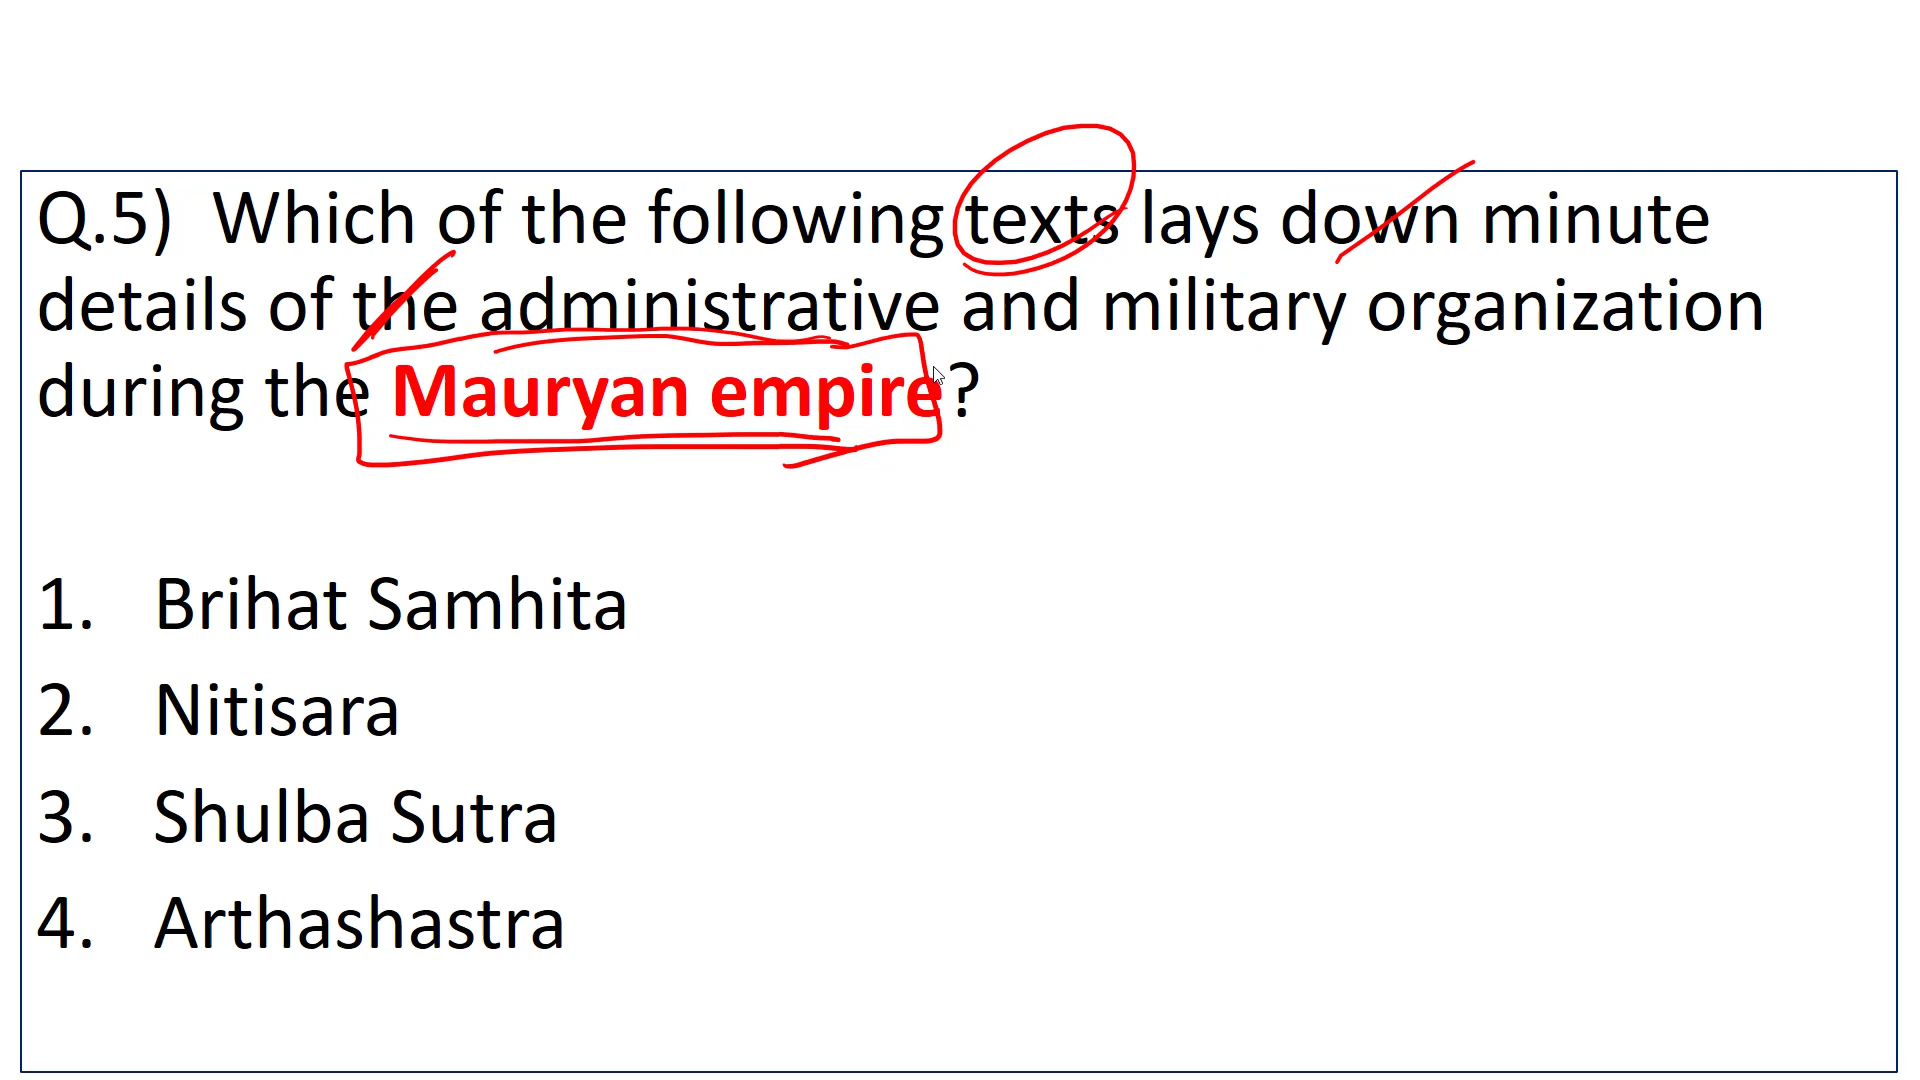 Q.5) Which of the following texts lays down minute
details of the administrative and military organization
during the Mauryan empire?
1. Brihat Samhita
2. Nitisara
3. Shulba Sutra
4. Arthashastra